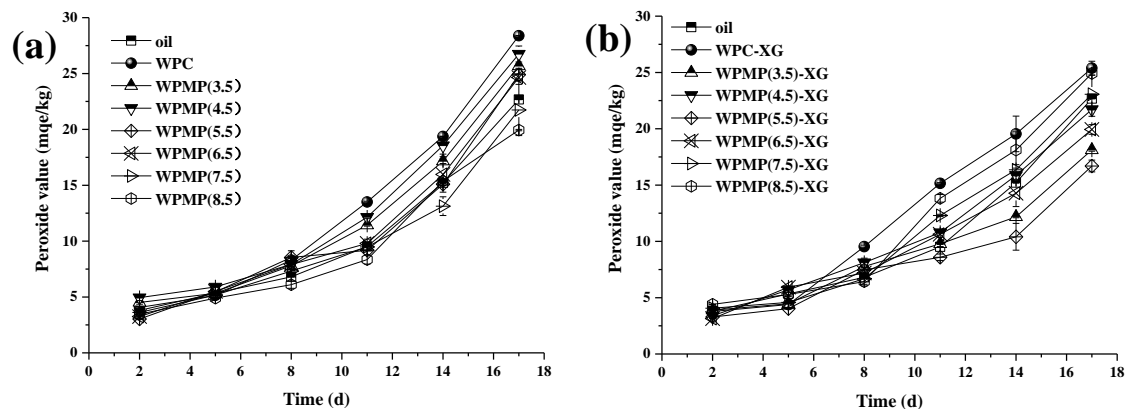 (a)
oil
WPC
WPMP(3.5）
WPMP(4.5）
WPMP(5.5）
WPMP(6.5）
WPMP(7.5）
WPMP(8.5）
Peroxide value (mqe/kg)
30
25
20
15
10
5
0
0 2 4 6 8 10 12 14 16 18
Time (d)
(b)
oil
WPC-XG
WPMP(3.5)-XG
WPMP(4.5)-XG
WPMP(5.5)-XG
WPMP(6.5)-XG
WPMP(7.5)-XG
WPMP(8.5)-XG
Peroxide value (mqe/kg)
30
25
20
15
10
5
0
0 2 4 6 8 10 12 14 16 18
Time (d)